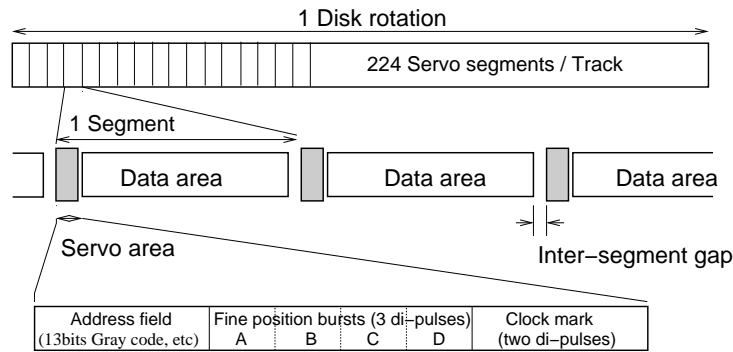 1 Disk rotation
224 Servo segments / Track
1 Segment
Data area Data area Data area
Servo area
Inter−segment gap
Address field Fine position bursts (3 di−pulses) Clock mark
(13bits Gray code, etc) A B C D (two di−pulses)